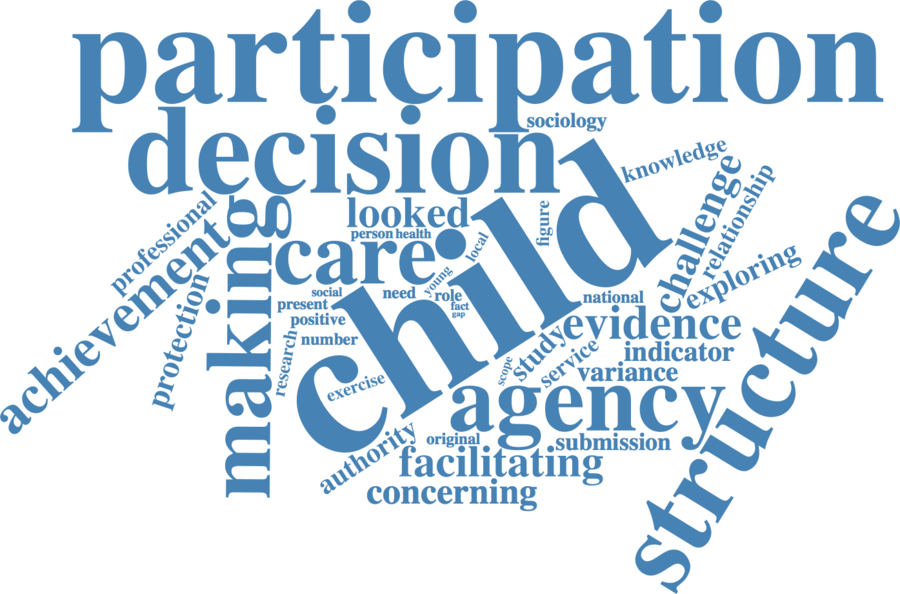 participation
sociology
decision
knowledge
professional
looked
figure
challenge
relationship
person health
achievement
making
care
local
child
structure
exploring
protection
social
need
young
role
national
present
fact
gap
positive
evidence
number
study
indicator
research
service
scope
variance
exercise
agency
authority
original
submission
facilitating
concerning